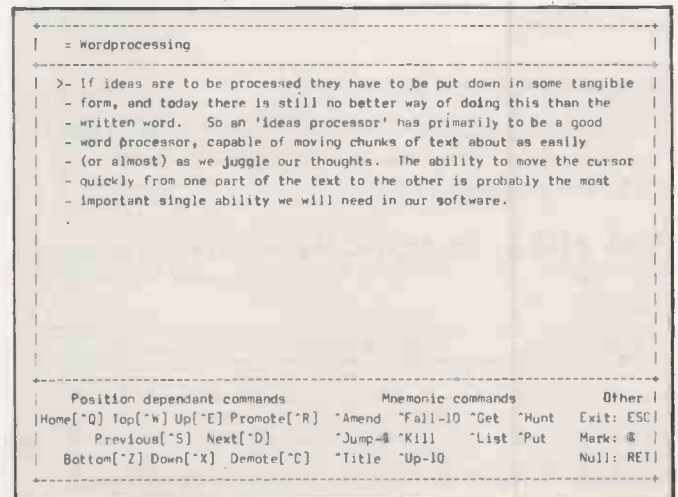 = Wordprocessing
>- If ideas are to be processed they have to be put down in some tangible
- form, and today there is still no better way of doing this than the
- written word. So an 'ideas processor' has primarily to be a good
- word processor, capable of moving chunks of text about as easily
- (or almost) as we juggle our thoughts. The ability to move the cursor
- quickly from one part of the text to the other is probably the most
- important single ability we will need in our software.
.
Position dependant commands Mnemonic commands Other
Home[^Q] Top[^W] Up[^E] Promote[^R] ^Amend ^Fall-10 ^Get ^Hunt Exit: ESC
Previous[^S] Next[^D] ^Jump-@ ^Kill ^List ^Put Mark: @
Bottom[^Z] Down[^X] Demote[^C] ^Title ^Up-10 Null: RET